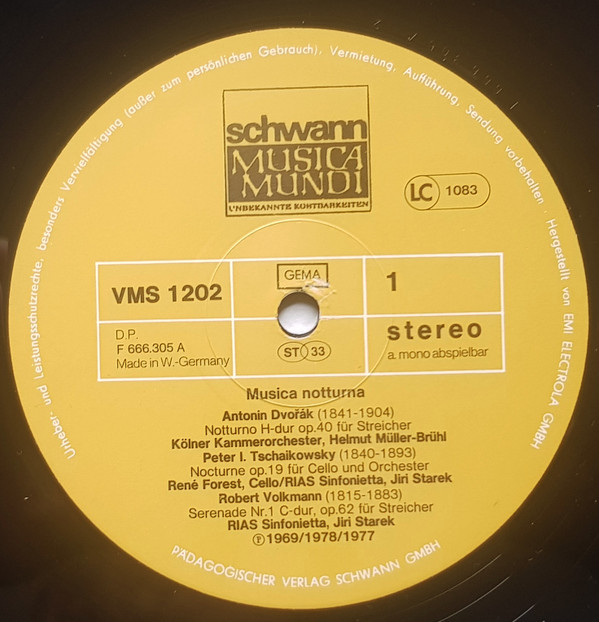 Urheber- und Leistungsschutzrechte, besonders Vervielfältigung (außer zum persönlichen Gebrauch), Vermietung, Aufführung, Sendung vorbehalten · Hergestellt von EMI ELECTROLA GMBH
schwann
MUSICA
MUNDI
UNBEKANNTE KOSTBARKEITEN
LC 1083
VMS 1202
GEMA
1
D.P.
F 666.305 A
Made in W.-Germany
ST 33
stereo
a. mono abspielbar
Musica notturna
Antonin Dvořák (1841-1904)
Notturno H-dur op.40 für Streicher
Kölner Kammerorchester, Helmut Müller-Brühl
Peter I. Tschaikowsky (1840-1893)
Nocturne op.19 für Cello und Orchester
René Forest, Cello/RIAS Sinfonietta, Jiri Starek
Robert Volkmann (1815-1883)
Serenade Nr.1 C-dur, op.62 für Streicher
RIAS Sinfonietta, Jiri Starek
Ⓟ1969/1978/1977
PÄDAGOGISCHER VERLAG SCHWANN GMBH